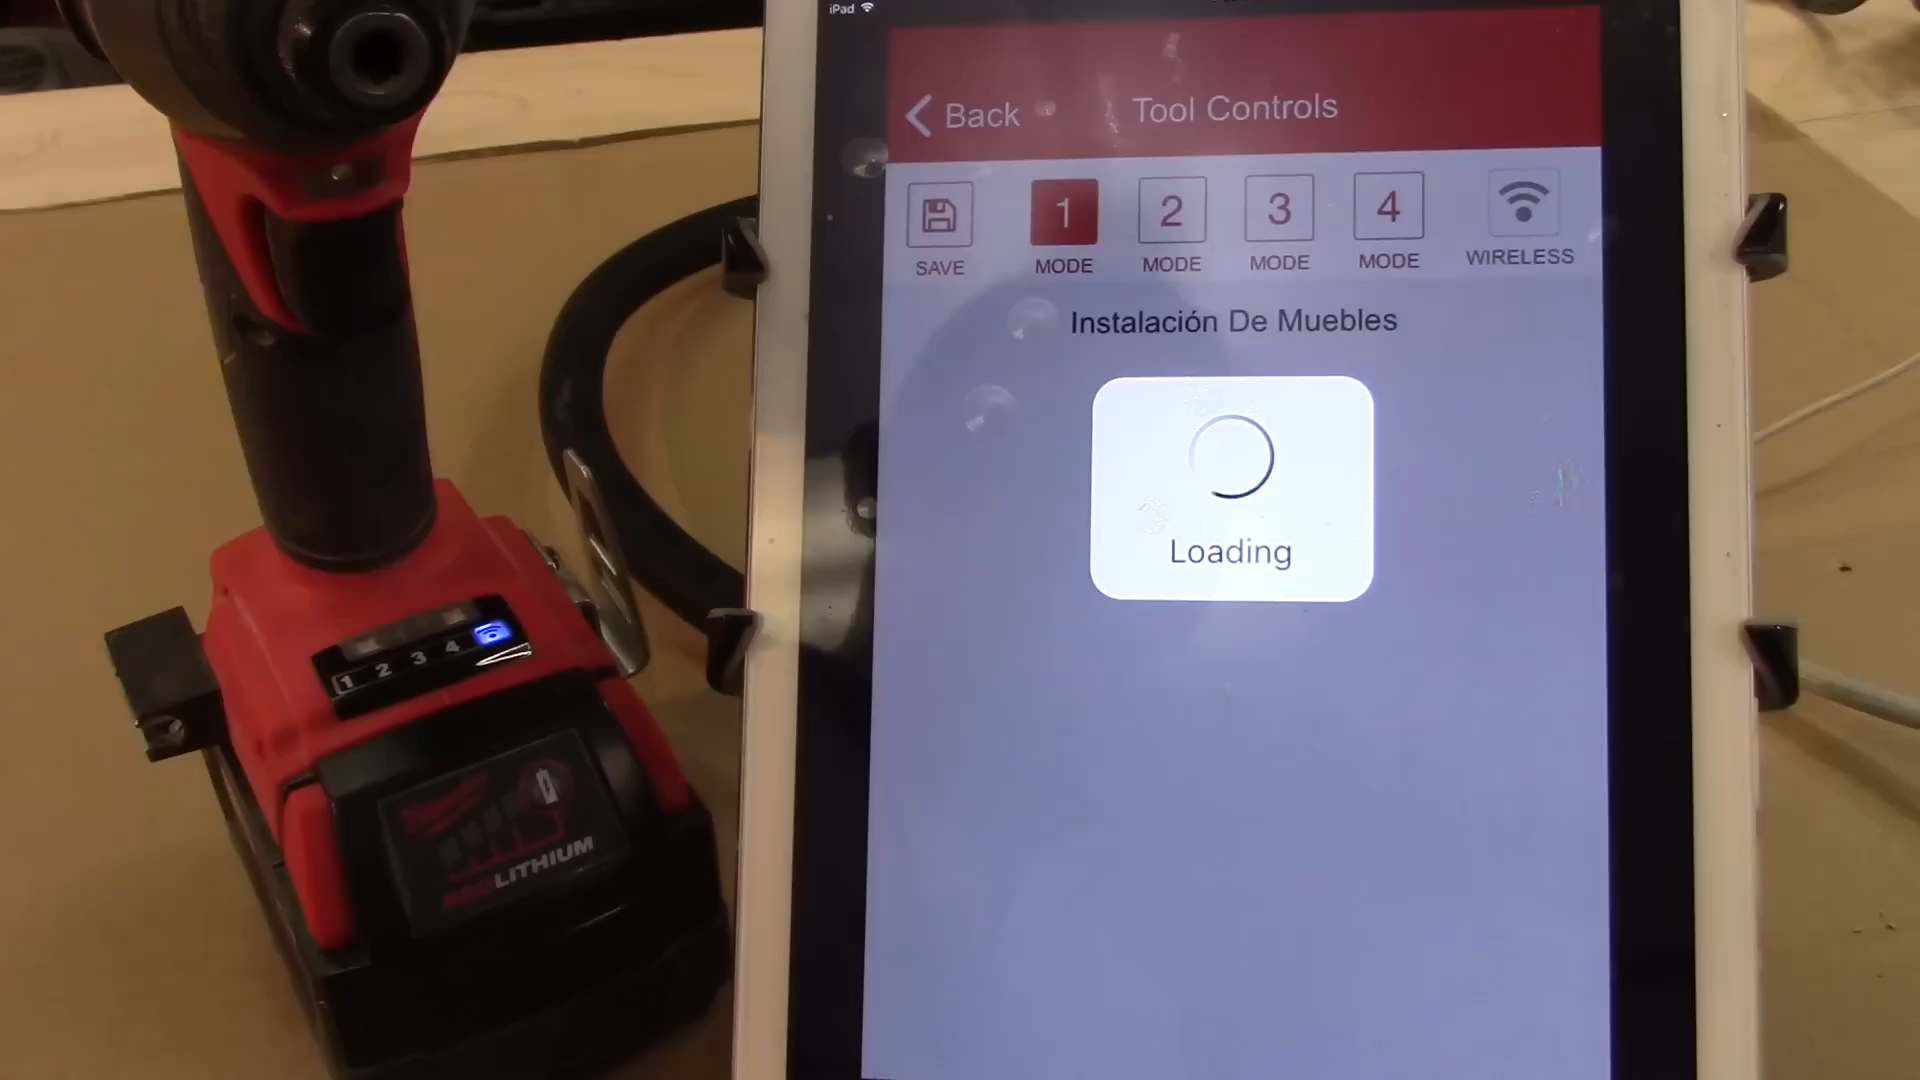 iPad
Back
Tool Controls
1
2
3
4
SAVE
MODE
MODE
MODE
MODE
WIRELESS
Instalación De Muebles
Loading
1 2 3 4
LITHIUM